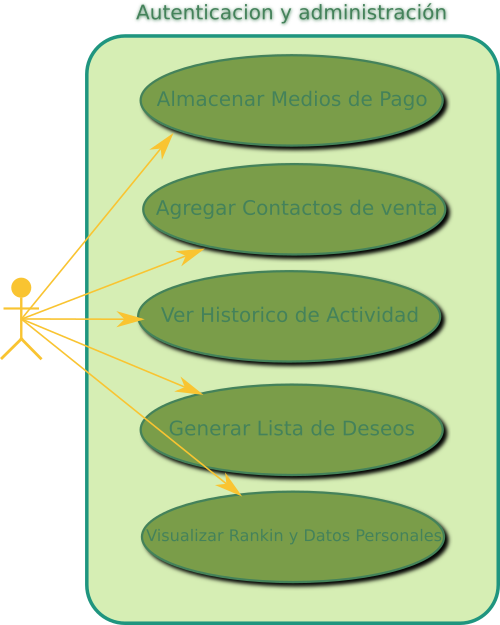 Autenticacion y administración
Almacenar Medios de Pago
Agregar Contactos de venta
Ver Historico de Actividad
Generar Lista de Deseos
Visualizar Rankin y Datos Personales